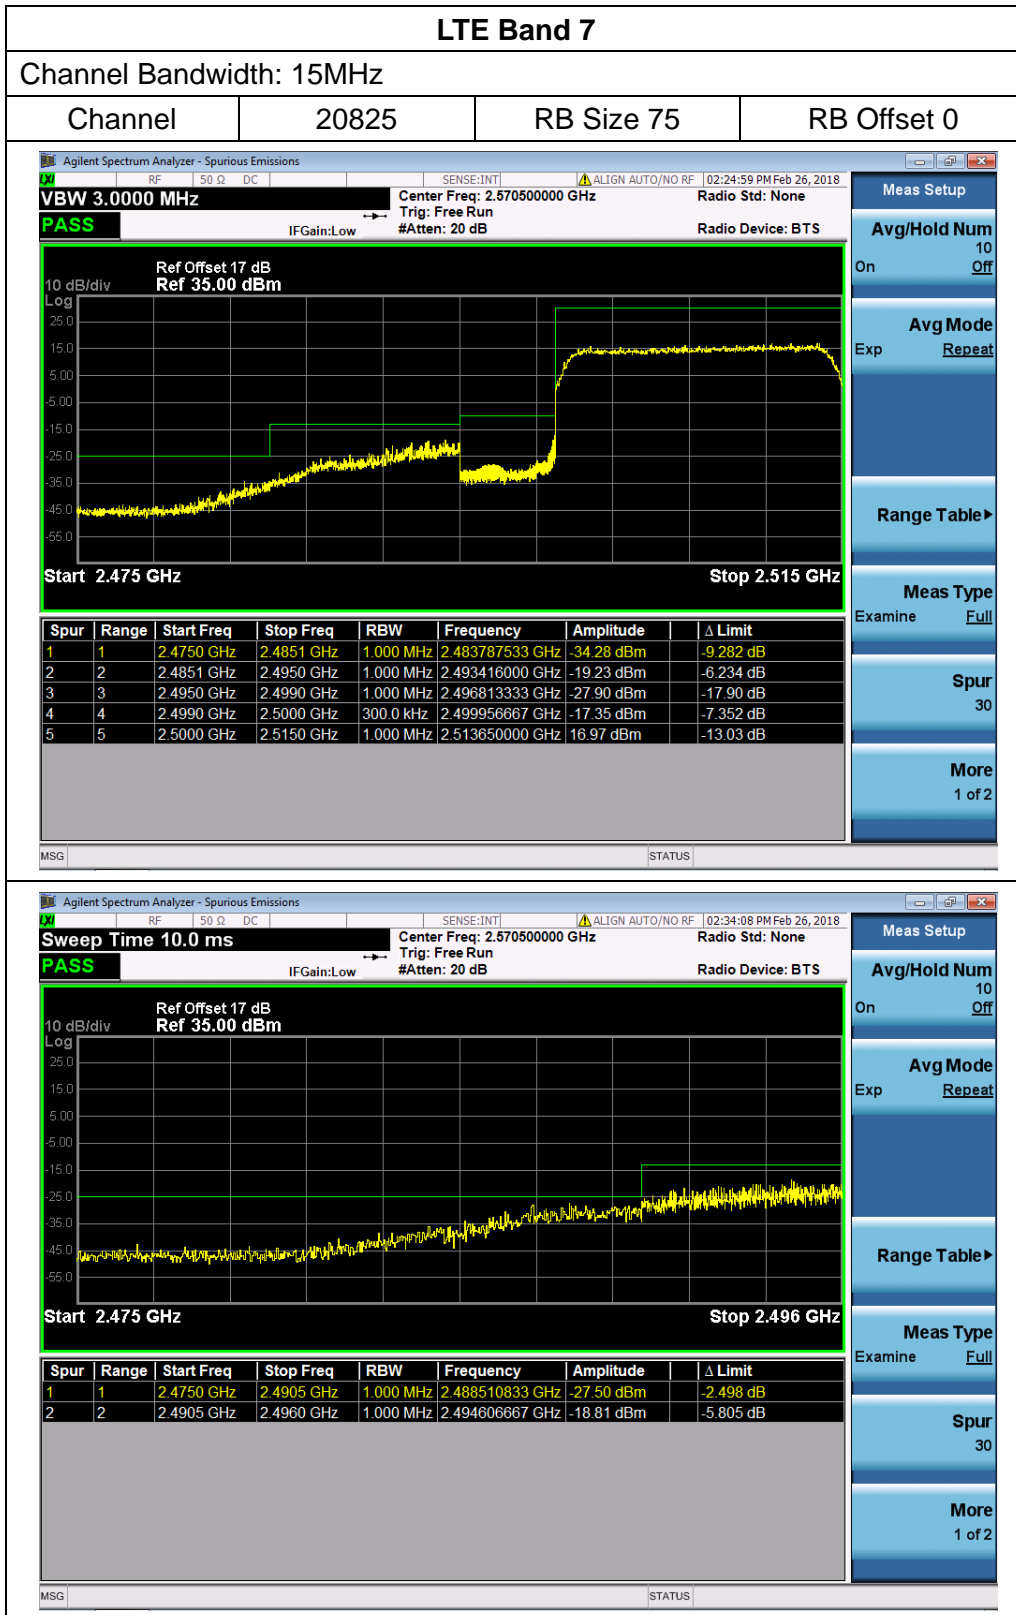 LTE Band 7
Channel Bandwidth: 15MHz
Channel 20825 RB Size 75 RB Offset 0
Agilent Spectrum Analyzer - Spurious Emissions
LXI RF 50 Ω DC SENSE:INT ALIGN AUTO/NO RF 02:24:59 PM Feb 26, 2018
VBW 3.0000 MHz Center Freq: 2.570500000 GHz Radio Std: None
Trig: Free Run
PASS IFGain:Low #Atten: 20 dB Radio Device: BTS
Ref Offset 17 dB
10 dB/div Ref 35.00 dBm
Log
25.0
15.0
5.00
-5.00
-15.0
-25.0
-35.0
-45.0
-55.0
Start 2.475 GHz Stop 2.515 GHz
Spur Range Start Freq Stop Freq RBW Frequency Amplitude Δ Limit
1 1 2.4750 GHz 2.4851 GHz 1.000 MHz 2.483787533 GHz -34.28 dBm -9.282 dB
2 2 2.4851 GHz 2.4950 GHz 1.000 MHz 2.493416000 GHz -19.23 dBm -6.234 dB
3 3 2.4950 GHz 2.4990 GHz 1.000 MHz 2.496813333 GHz -27.90 dBm -17.90 dB
4 4 2.4990 GHz 2.5000 GHz 300.0 kHz 2.499956667 GHz -17.35 dBm -7.352 dB
5 5 2.5000 GHz 2.5150 GHz 1.000 MHz 2.513650000 GHz 16.97 dBm -13.03 dB
MSG STATUS
Meas Setup
Avg/Hold Num
10
On Off
Avg Mode
Exp Repeat
Range Table
Meas Type
Examine Full
Spur
30
More
1 of 2
Agilent Spectrum Analyzer - Spurious Emissions
LXI RF 50 Ω DC SENSE:INT ALIGN AUTO/NO RF 02:34:08 PM Feb 26, 2018
Sweep Time 10.0 ms Center Freq: 2.570500000 GHz Radio Std: None
Trig: Free Run
PASS IFGain:Low #Atten: 20 dB Radio Device: BTS
Ref Offset 17 dB
10 dB/div Ref 35.00 dBm
Log
25.0
15.0
5.00
-5.00
-15.0
-25.0
-35.0
-45.0
-55.0
Start 2.475 GHz Stop 2.496 GHz
Spur Range Start Freq Stop Freq RBW Frequency Amplitude Δ Limit
1 1 2.4750 GHz 2.4905 GHz 1.000 MHz 2.488510833 GHz -27.50 dBm -2.498 dB
2 2 2.4905 GHz 2.4960 GHz 1.000 MHz 2.494606667 GHz -18.81 dBm -5.805 dB
MSG STATUS
Meas Setup
Avg/Hold Num
10
On Off
Avg Mode
Exp Repeat
Range Table
Meas Type
Examine Full
Spur
30
More
1 of 2